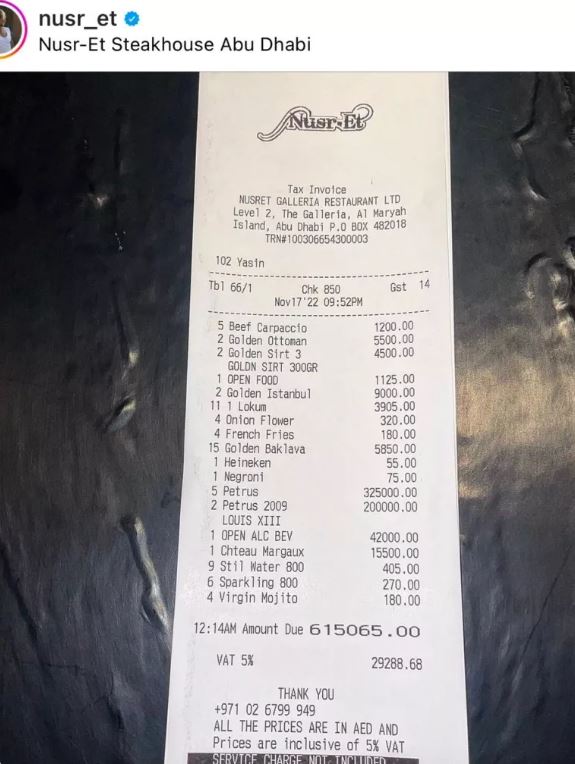 nusr_et
Nusr-Et Steakhouse Abu Dhabi
Nusr-Et
Tax Invoice
NUSRET GALLERIA RESTAURANT LTD
Level 2, The Galleria, Al Maryah
Island, Abu Dhabi P.O BOX 482018
TRN#100306654300003
102 Yasin
Tbl 66/1 Chk 850 Gst 14
Nov17'22 09:52PM
5 Beef Carpaccio 1200.00
2 Golden Ottoman 5500.00
2 Golden Sirt 3 4500.00
GOLDN SIRT 300GR
1 OPEN FOOD 1125.00
2 Golden Istanbul 9000.00
11 1 Lokum 3905.00
4 Onion Flower 320.00
4 French Fries 180.00
15 Golden Baklava 5850.00
1 Heineken 55.00
1 Negroni 75.00
5 Petrus 325000.00
2 Petrus 2009 200000.00
LOUIS XIII
1 OPEN ALC BEV 42000.00
1 Chteau Margaux 15500.00
9 Stil Water 800 405.00
6 Sparkling 800 270.00
4 Virgin Mojito 180.00
12:14AM Amount Due 615065.00
VAT 5% 29288.68
THANK YOU
+971 02 6799 949
ALL THE PRICES ARE IN AED AND
Prices are inclusive of 5% VAT
SERVICE CHARGE NOT INCLUDED